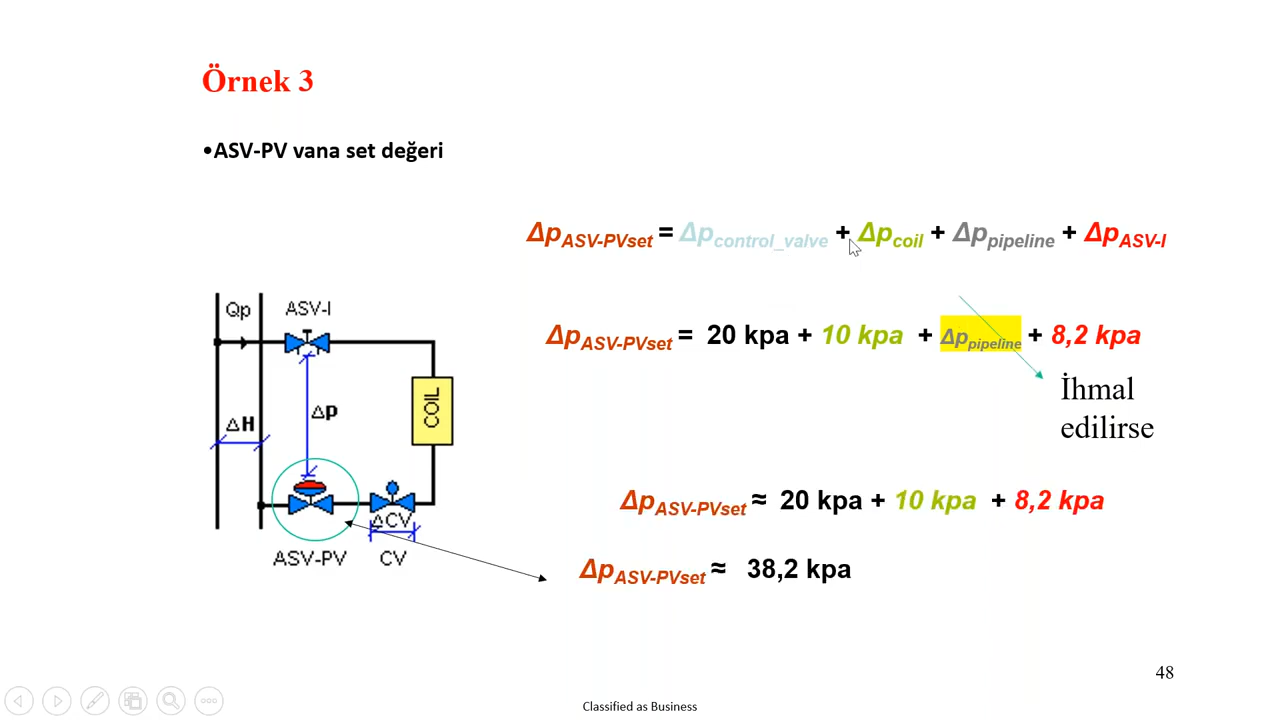 Örnek 3
•ASV-PV vana set değeri
ΔpASV-PVset = Δpcontrol_valve + Δpcoil + Δppipeline + ΔpASV-I
ΔpASV-PVset = 20 kpa + 10 kpa + Δppipeline + 8,2 kpa
İhmal
edilirse
ΔpASV-PVset ≈ 20 kpa + 10 kpa + 8,2 kpa
ΔpASV-PVset ≈ 38,2 kpa
Qp
ASV-I
ΔH
Δp
COIL
ΔCV
ASV-PV
CV
48
Classified as Business